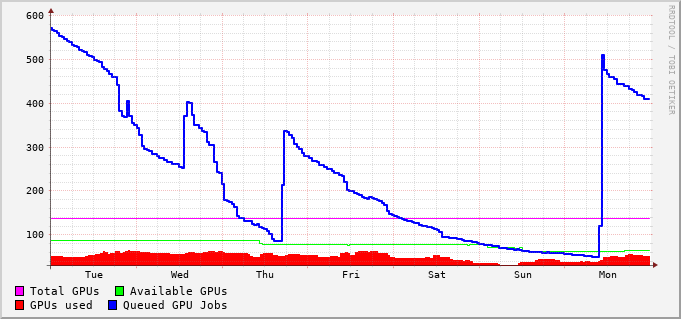 600
500
400
300
200
100
Tue Wed Thu Fri Sat Sun Mon
Total GPUs Available GPUs
GPUs used Queued GPU Jobs
RRDTOOL / TOBI OETIKER